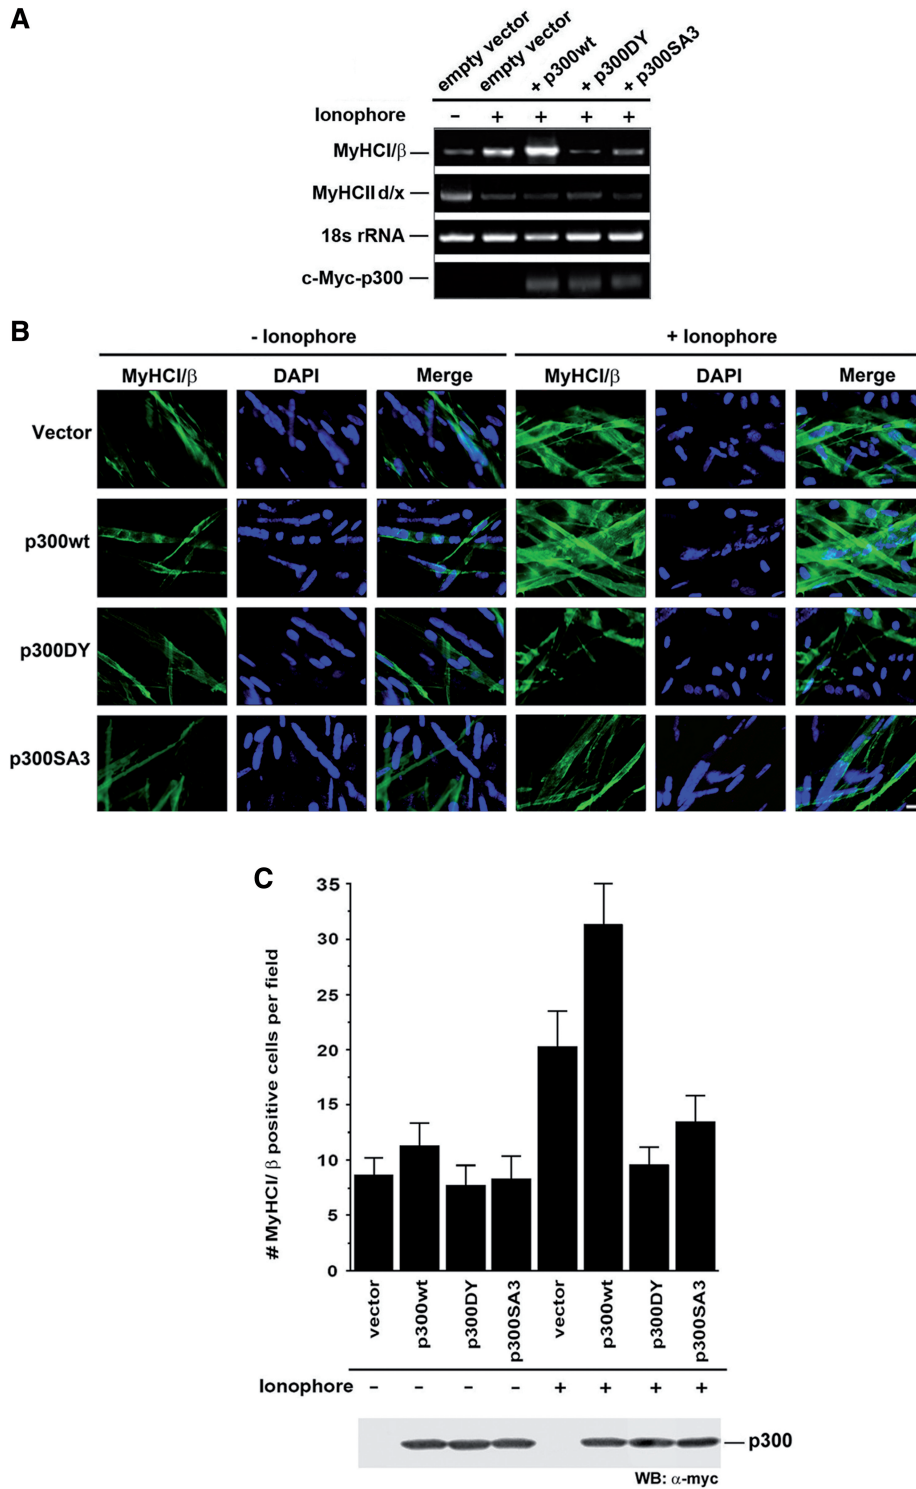 A
empty vector
empty vector
+ p300wt
+ p300DY
+ p300SA3
Ionophore − + + + +
MyHCI/β
MyHCII d/x
18s rRNA
c-Myc-p300
B
- Ionophore + Ionophore
MyHCI/β DAPI Merge MyHCI/β DAPI Merge
Vector
p300wt
p300DY
p300SA3
C
# MyHCI/ β positive cells per field
35
30
25
20
15
10
5
0
vector
p300wt
p300DY
p300SA3
vector
p300wt
p300DY
p300SA3
Ionophore − − − − + + + +
p300
WB: α-myc